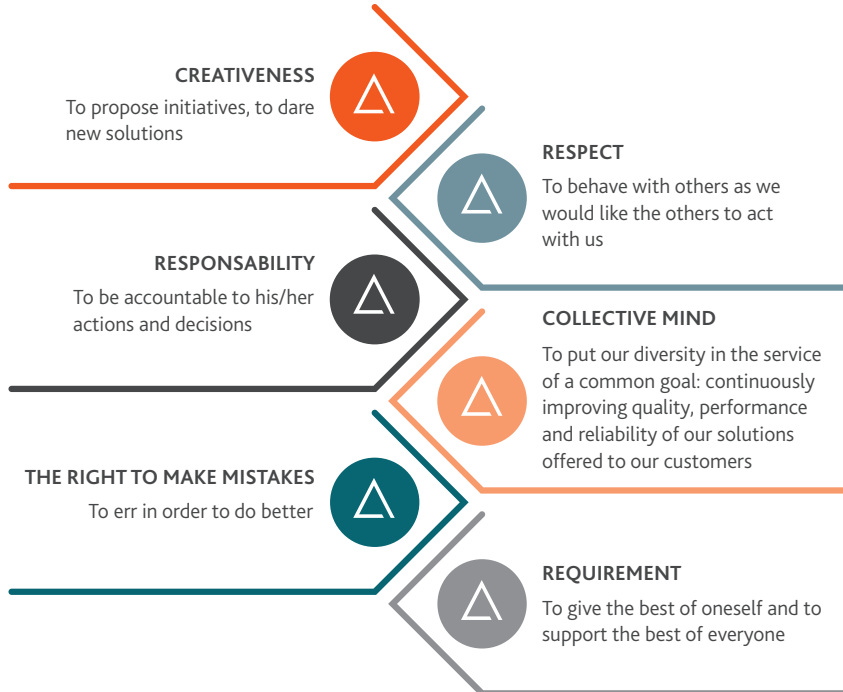 CREATIVENESS
To propose initiatives, to dare
new solutions
RESPECT
To behave with others as we
would like the others to act
with us
RESPONSABILITY
To be accountable to his/her
actions and decisions
COLLECTIVE MIND
To put our diversity in the service
of a common goal: continuously
improving quality, performance
and reliability of our solutions
offered to our customers
THE RIGHT TO MAKE MISTAKES
To err in order to do better
REQUIREMENT
To give the best of oneself and to
support the best of everyone